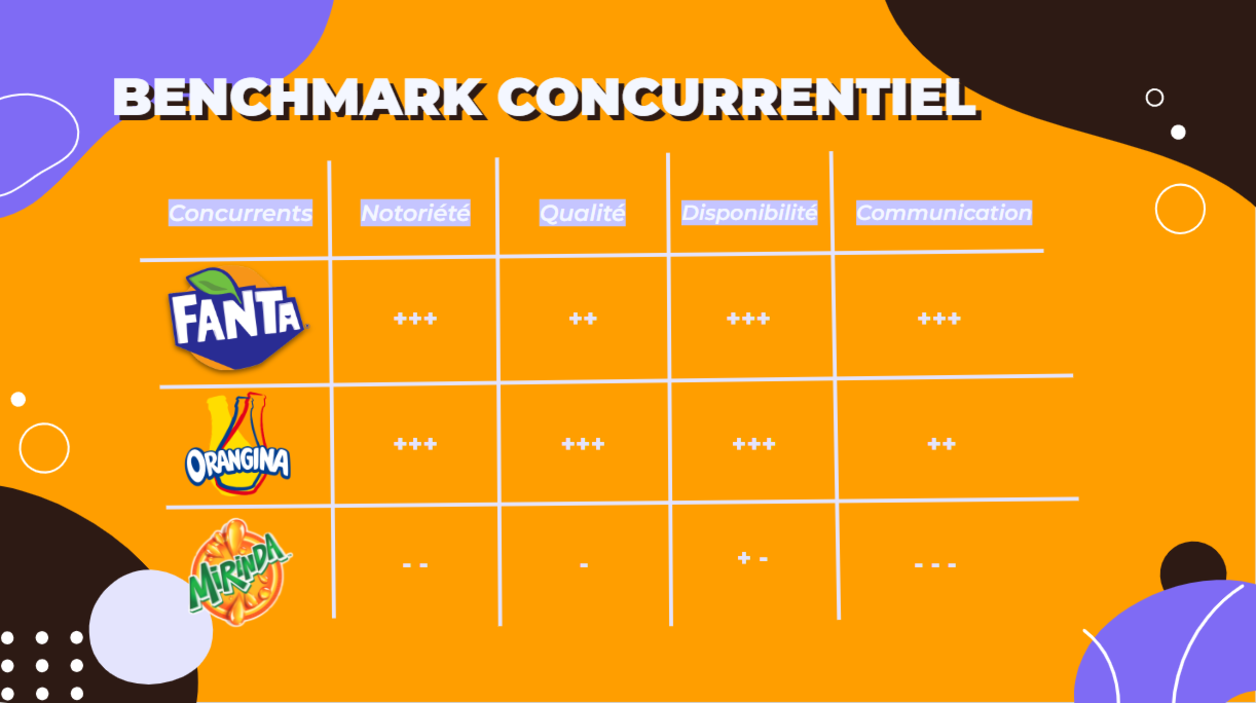 BENCHMARK CONCURRENTIEL
Concurrents Notoriété Qualité Disponibilité Communication
FANTA +++ ++ +++ +++
ORANGINA +++ +++ +++ ++
MIRINDA - - - + - - - -